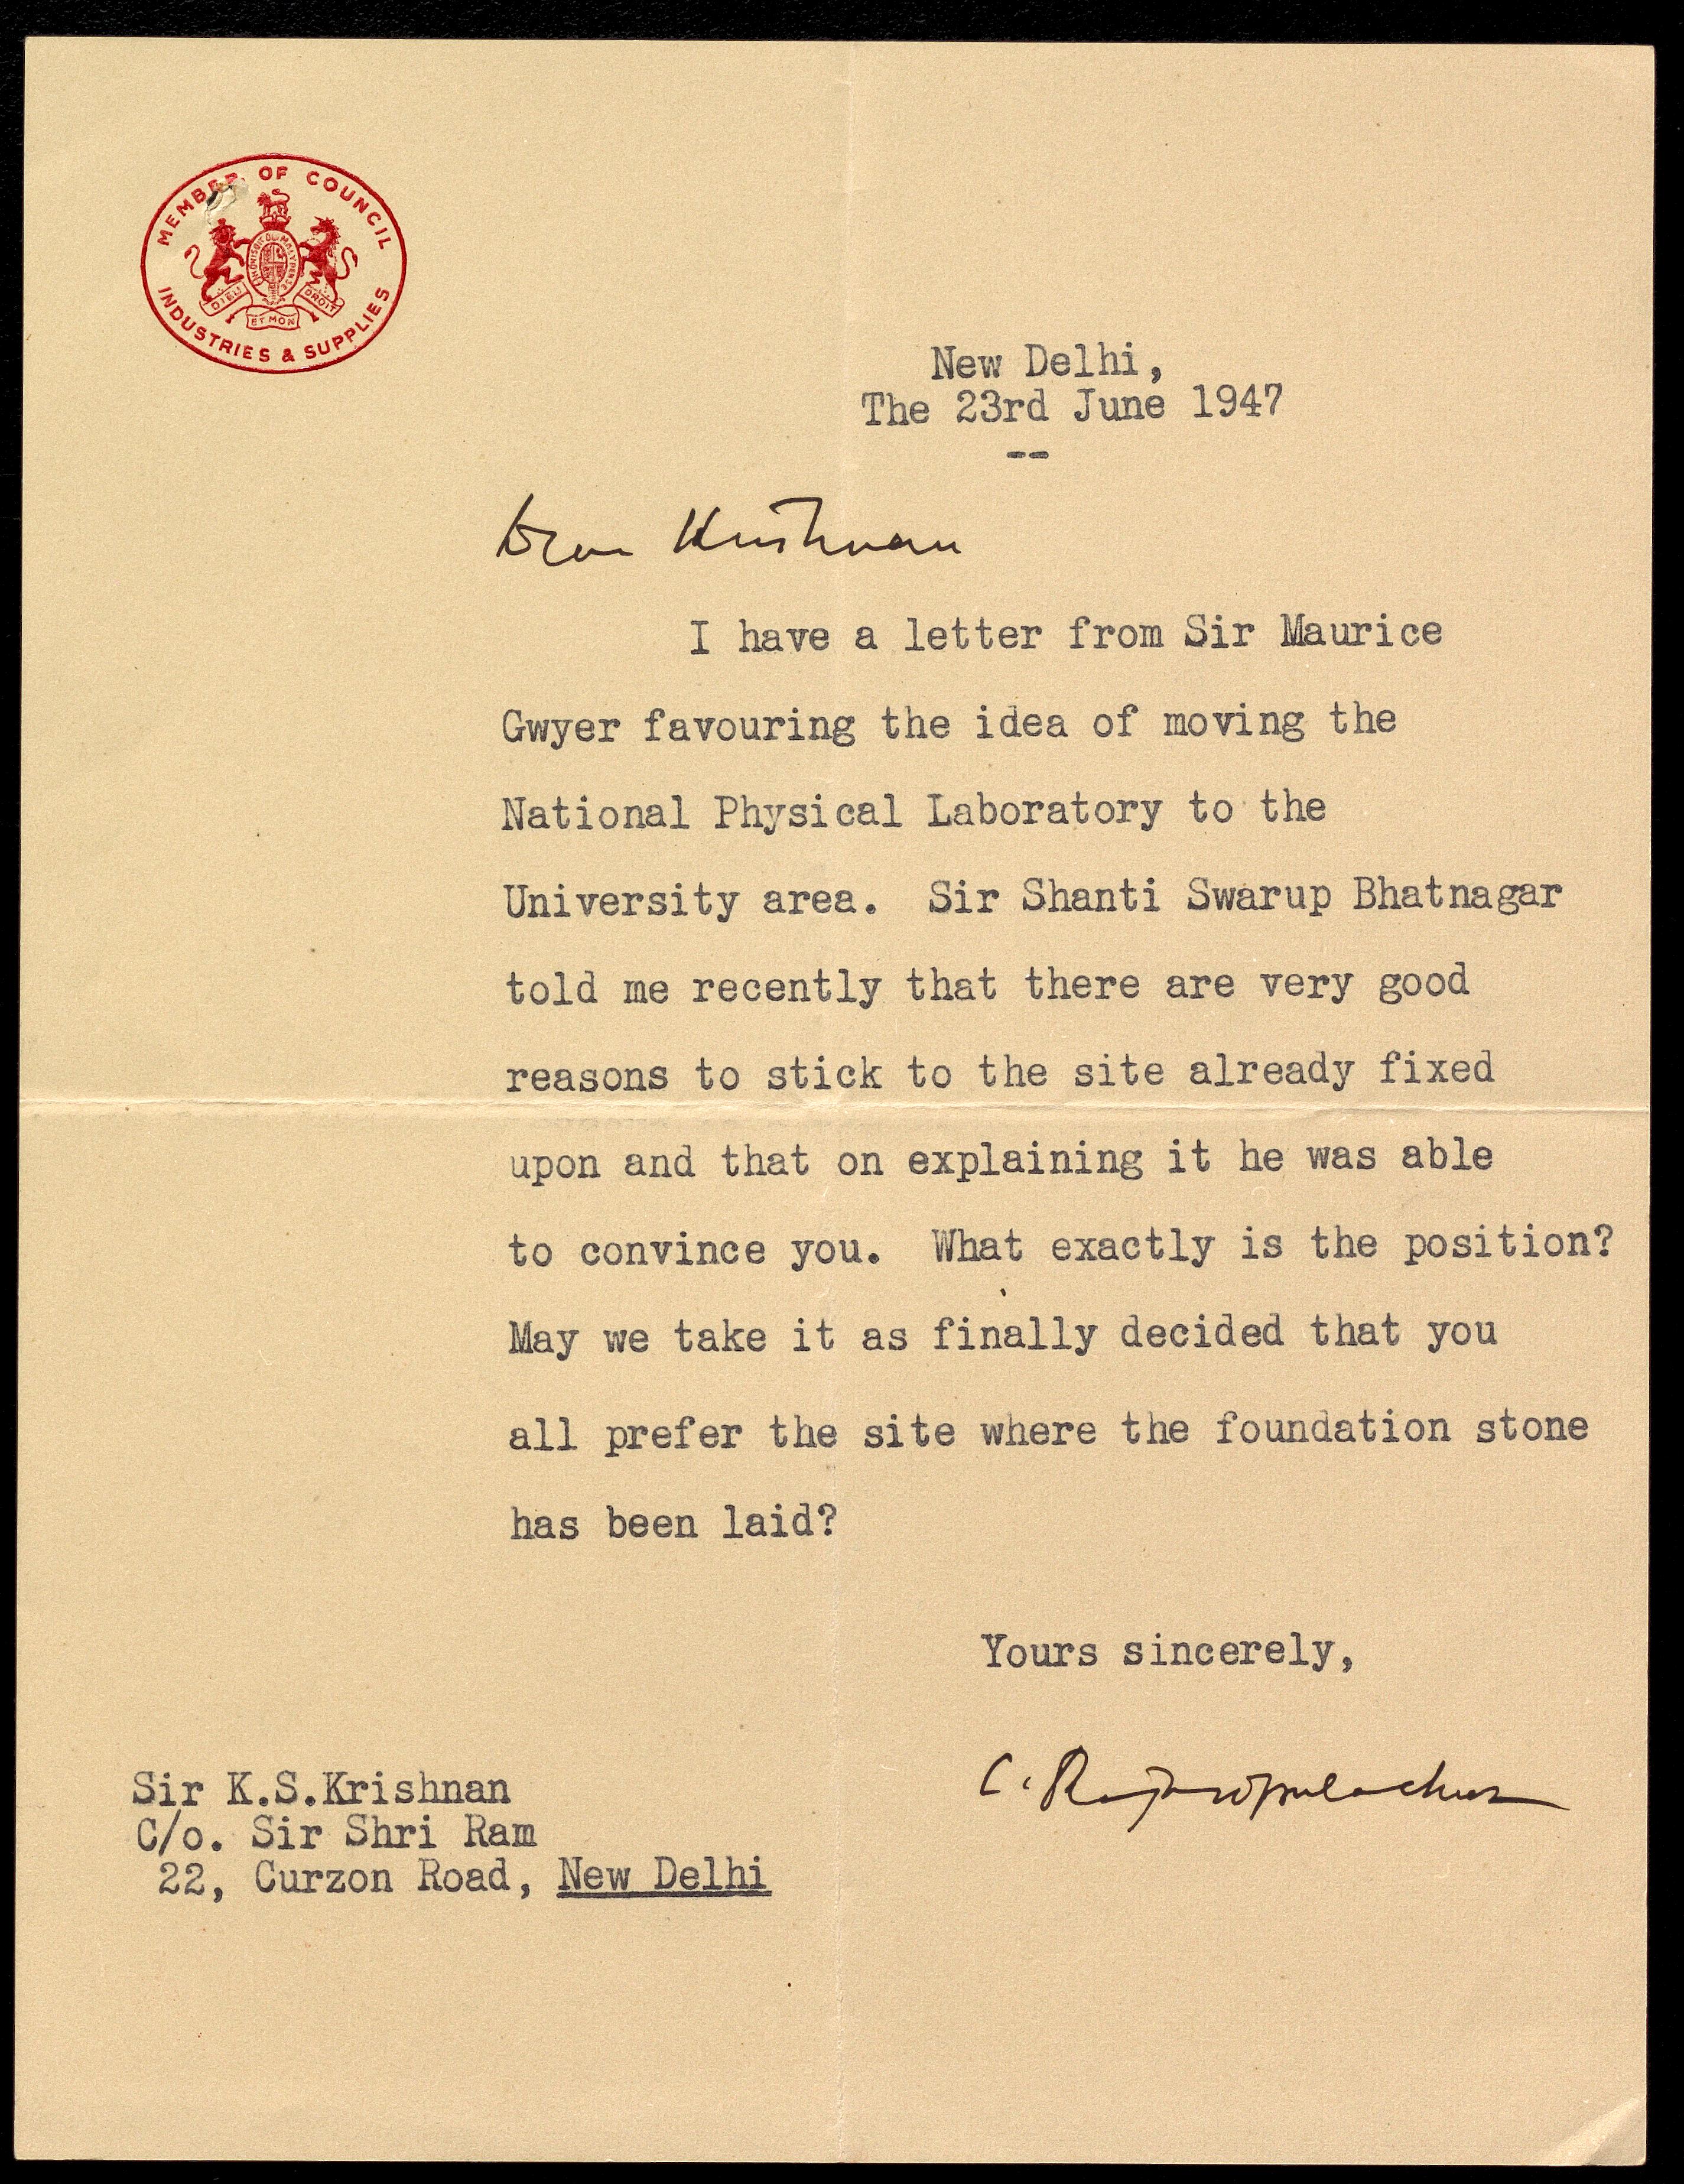 MEMBER OF COUNCIL
INDUSTRIES & SUPPLIES
HONI SOIT QUI MAL Y PENSE
DIEU
ET MON
DROIT
New Delhi,
The 23rd June 1947
--
Dear Krishnan
I have a letter from Sir Maurice
Gwyer favouring the idea of moving the
National Physical Laboratory to the
University area. Sir Shanti Swarup Bhatnagar
told me recently that there are very good
reasons to stick to the site already fixed
upon and that on explaining it he was able
to convince you. What exactly is the position?
May we take it as finally decided that you
all prefer the site where the foundation stone
has been laid?
Yours sincerely,
C. Rajagopalachari
Sir K.S.Krishnan
C/o. Sir Shri Ram
22, Curzon Road, New Delhi